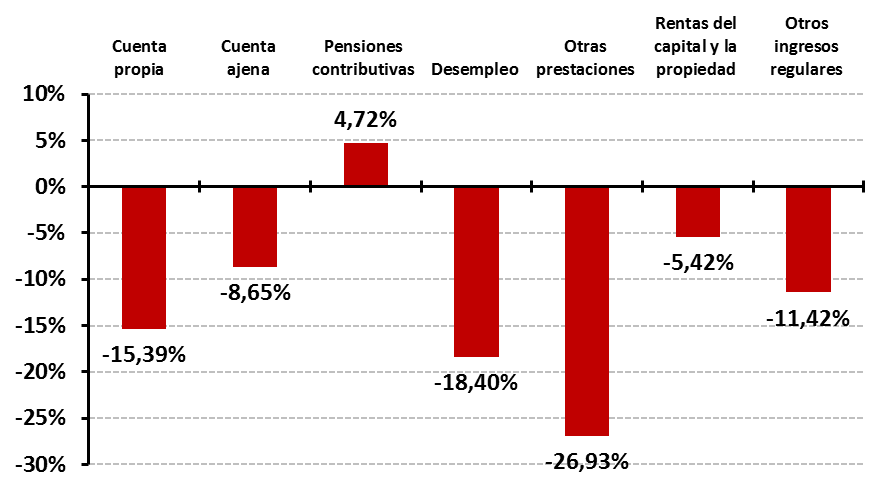 Cuenta
propia
Cuenta
ajena
Pensiones
contributivas
Desempleo
Otras
prestaciones
Rentas del
capital y la
propiedad
Otros
ingresos
regulares
10%
5%
0%
-5%
-10%
-15%
-20%
-25%
-30%
-15,39%
-8,65%
4,72%
-18,40%
-26,93%
-5,42%
-11,42%